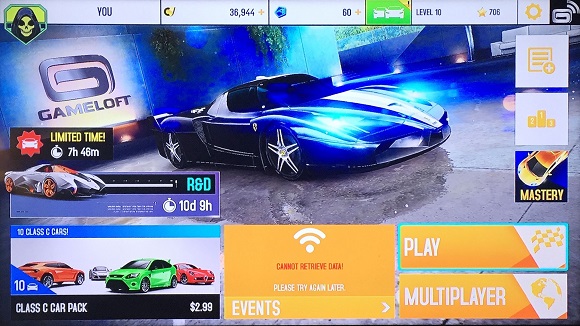 YOU
36,944 +
60 +
LEVEL 10
706
GAMELOFT
LIMITED TIME!
7h 46m
R&D
10d 9h
MASTERY
10 CLASS C CARS!
10
CLASS C CAR PACK
$2.99
CANNOT RETRIEVE DATA!
PLEASE TRY AGAIN LATER.
EVENTS
PLAY
MULTIPLAYER